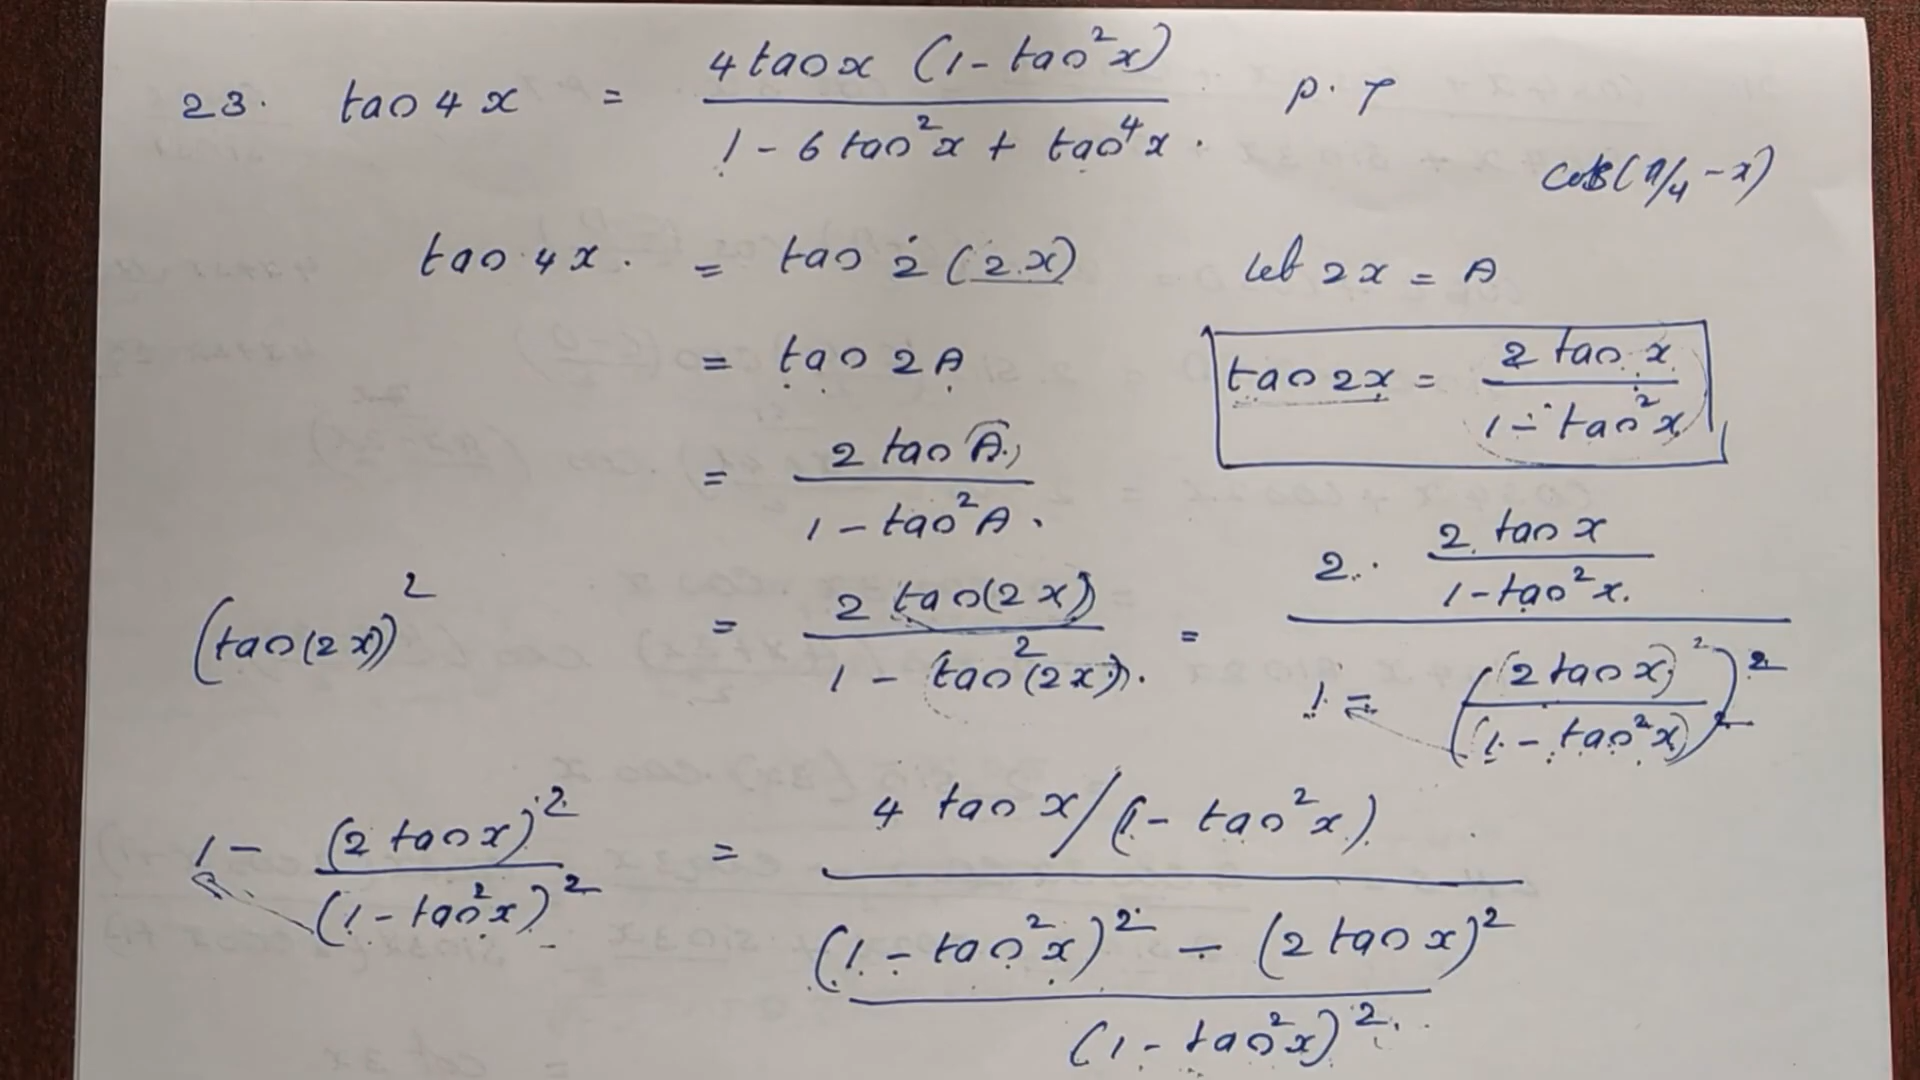 23. tan 4x = 4 tan x (1 - tan²x) / 1 - 6 tan²x + tan⁴x. P.T
cos(π/4 - x)
tan 4x. = tan 2(2x) let 2x = A
= tan 2A
tan 2x = 2 tan x / 1 - tan²x
= 2 tan A / 1 - tan²A.
(tan(2x))² = 2 tan(2x) / 1 - tan²(2x). = 2. 2 tan x / 1 - tan²x. / 1 - ((2 tan x)² / (1 - tan²x)²)²
1 - (2 tan x)² / (1 - tan²x)² = 4 tan x / (1 - tan²x) / (1 - tan²x)² - (2 tan x)² / (1 - tan²x)².